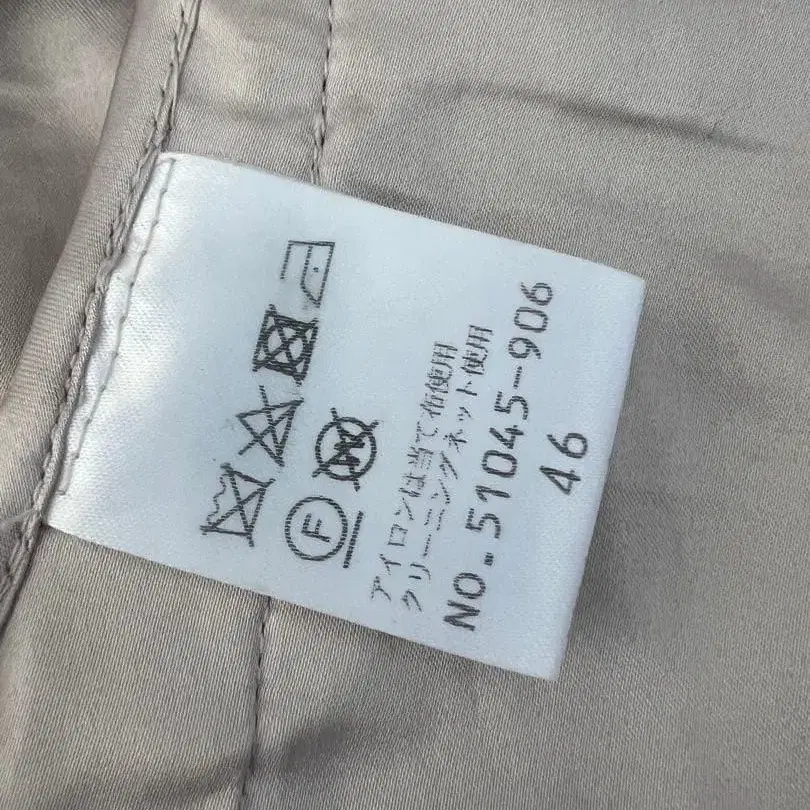 F
W
アイロンは当て布使用
クリーニングネット使用
NO.51045-906
46